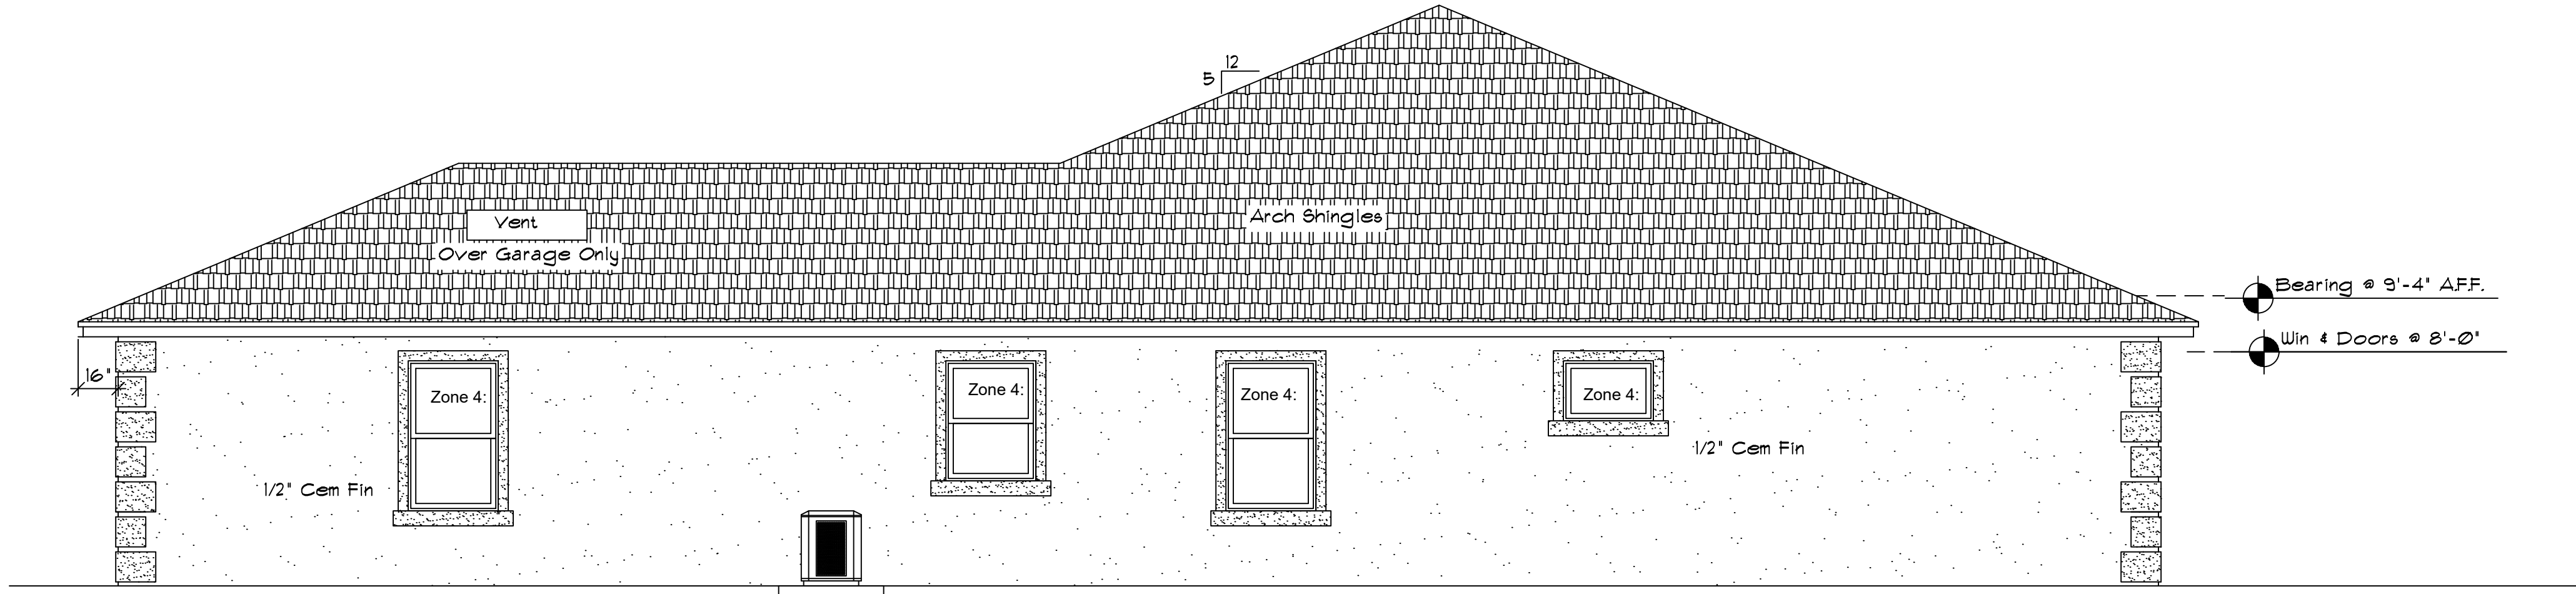 12
5
Vent
Over Garage Only
Arch Shingles
Bearing @ 9'-4" A.F.F.
Win & Doors @ 8'-0"
16"
Zone 4:
Zone 4:
Zone 4:
Zone 4:
1/2" Cem Fin
1/2" Cem Fin